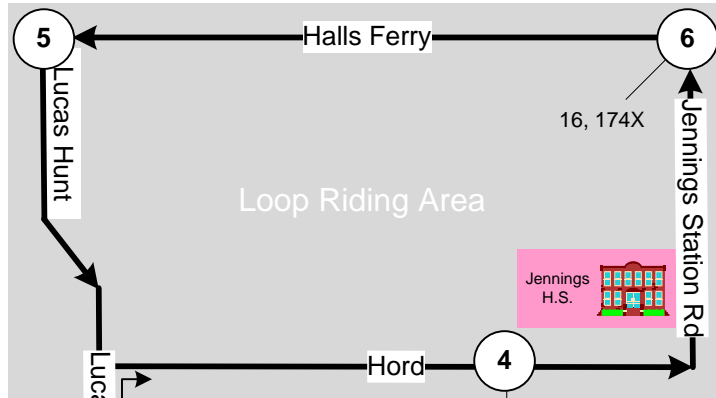 5
Halls Ferry
6
Lucas Hunt
16, 174X
Jennings Station Rd
Loop Riding Area
Jennings
H.S.
Hord
4